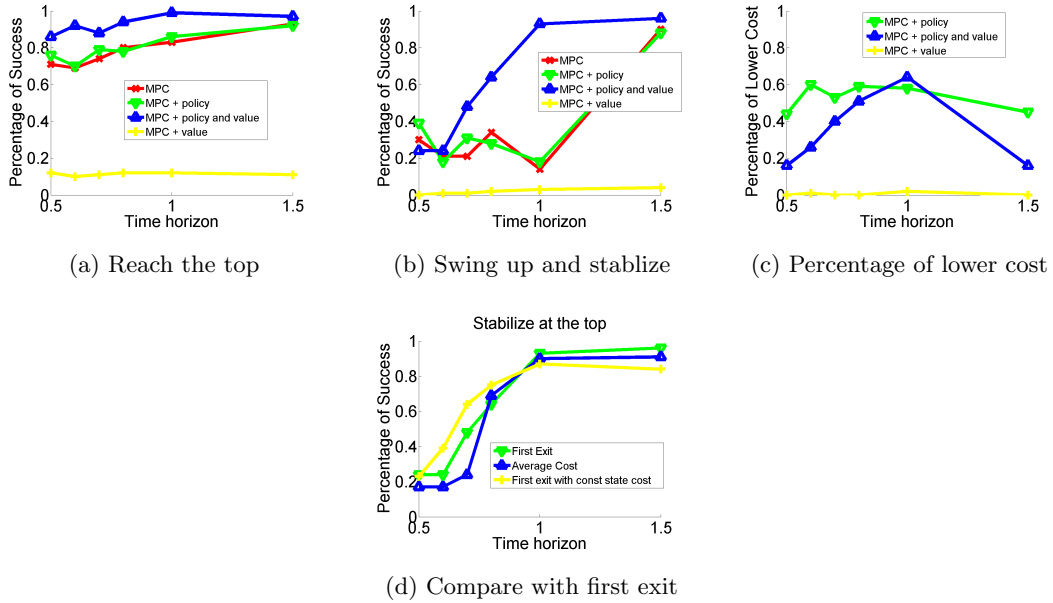 Percentage of Success
1
0.8
0.6
0.4
0.2
0
0.5
1
1.5
Time horizon
MPC
MPC + policy
MPC + policy and value
MPC + value
(a) Reach the top
Percentage of Success
1
0.8
0.6
0.4
0.2
0
0.5
1
1.5
Time horizon
MPC
MPC + policy
MPC + policy and value
MPC + value
(b) Swing up and stablize
Percentage of Lower Cost
1
0.8
0.6
0.4
0.2
0
0.5
1
1.5
Time horizon
MPC + policy
MPC + policy and value
MPC + value
(c) Percentage of lower cost
Stabilize at the top
Percentage of Success
1
0.8
0.6
0.4
0.2
0
0.5
1
1.5
Time horizon
First Exit
Average Cost
First exit with const state cost
(d) Compare with first exit